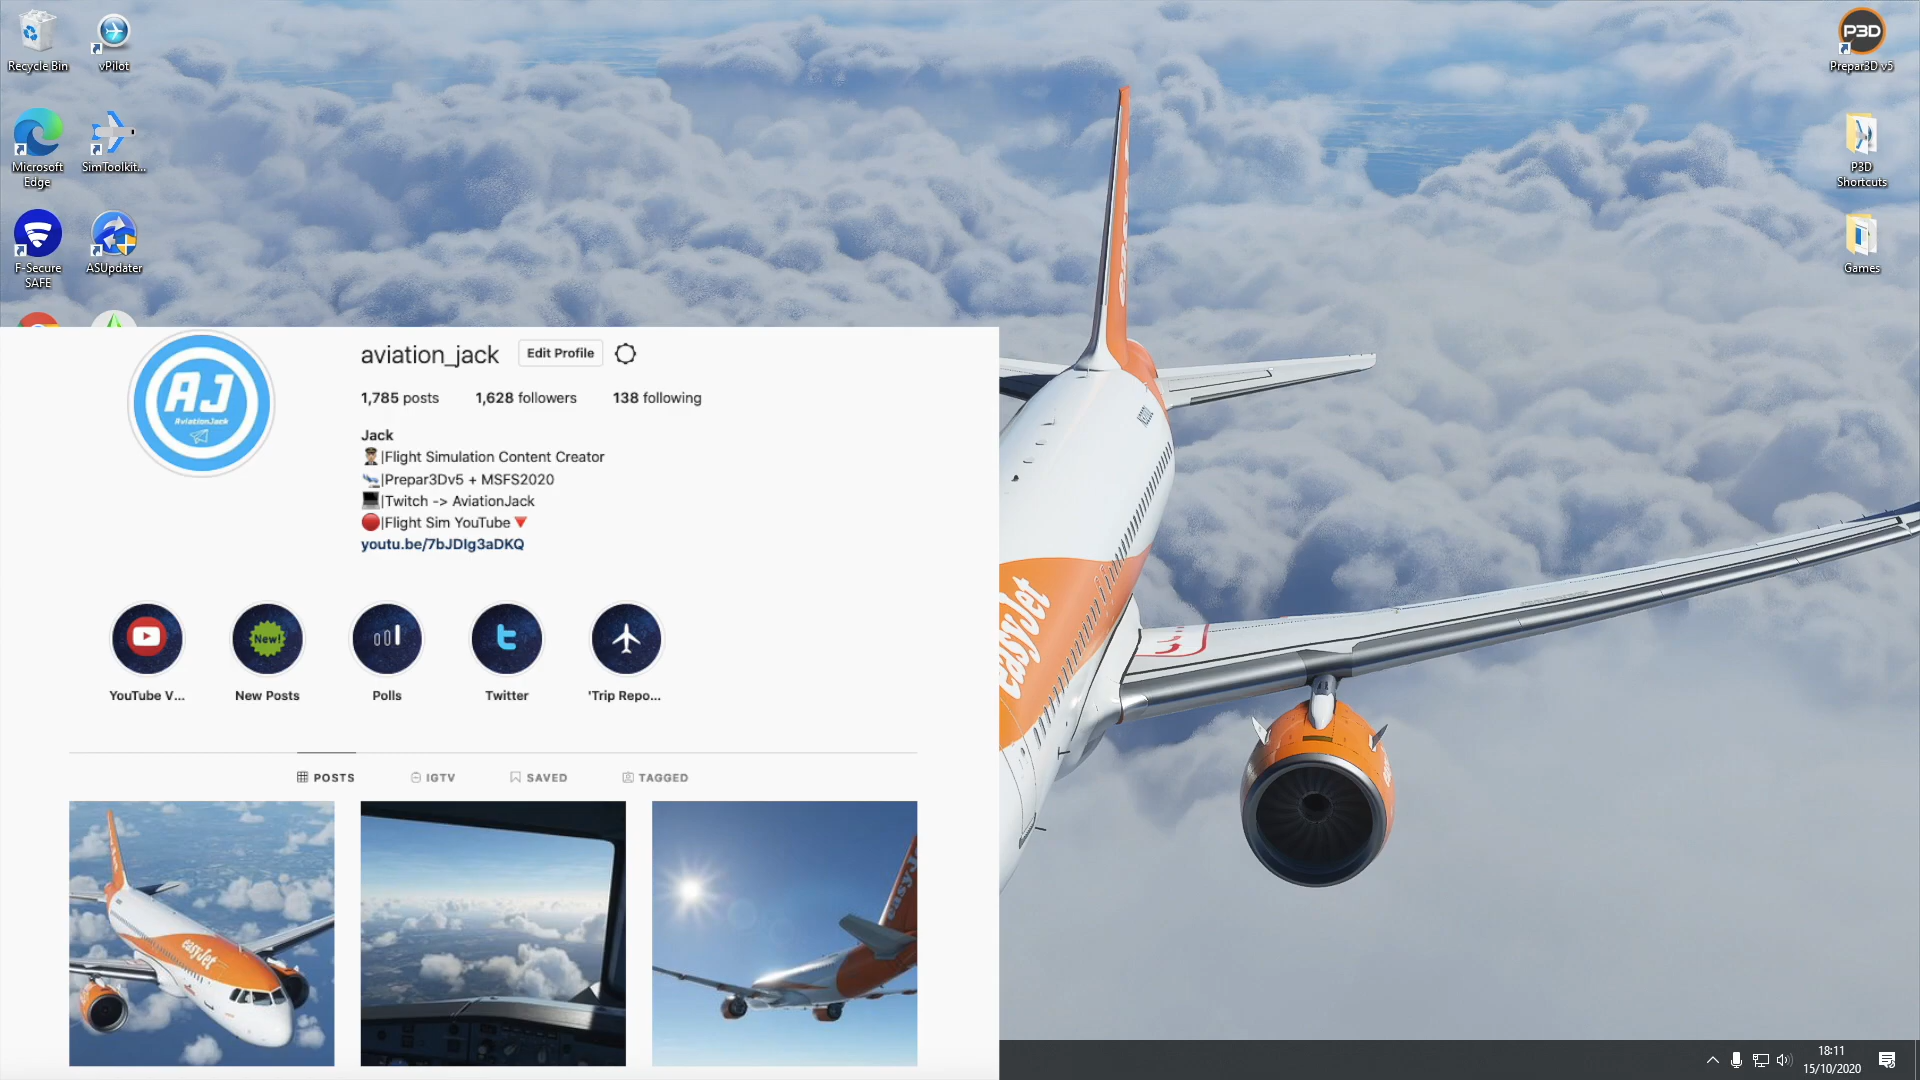 Recycle Bin
vPilot
Microsoft
Edge
SimToolkit...
F-Secure
SAFE
ASUpdater
P3D
Prepar3D v5
P3D
Shortcuts
Games
AJ
AviationJack
aviation_jack
Edit Profile
1,785 posts
1,628 followers
138 following
Jack
|Flight Simulation Content Creator
|Prepar3Dv5 + MSFS2020
|Twitch -> AviationJack
|Flight Sim YouTube
youtu.be/7bJDIg3aDKQ
New!
YouTube V...
New Posts
Polls
Twitter
'Trip Repo...
POSTS
IGTV
SAVED
TAGGED
easyJet
easyJet
18:11
15/10/2020